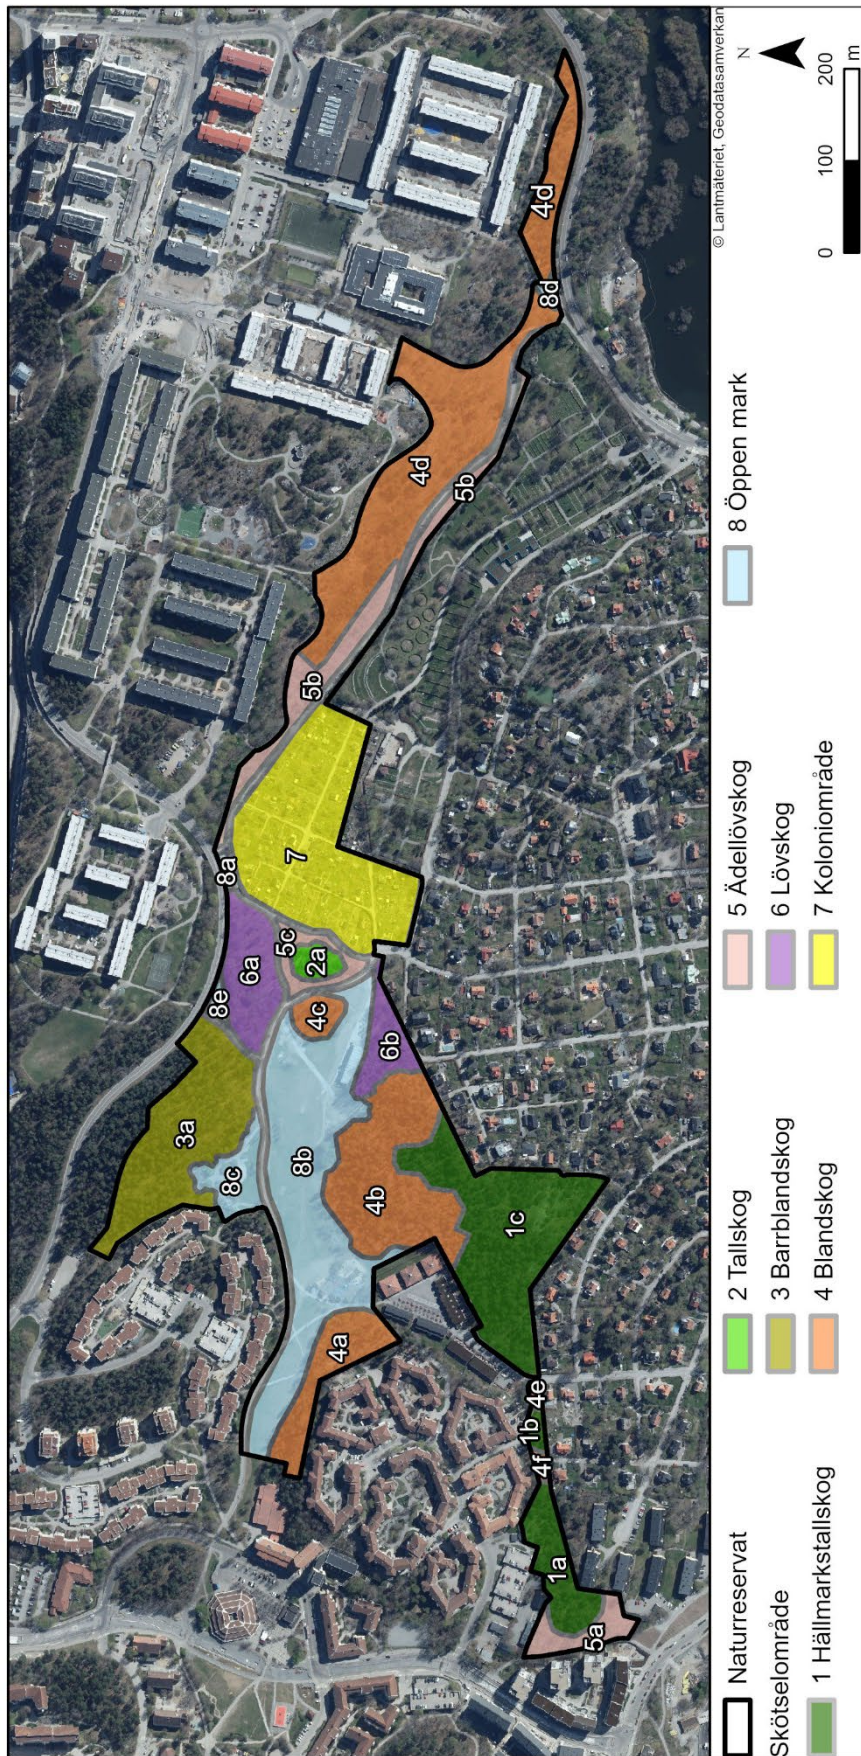 5a
1a
4f
1b
4e
1c
4a
4b
8b
8c
3a
8e
6a
6b
4c
5c
2a
8a
7
5b
4d
5b
8d
4d
© Lantmäteriet, Geodatasamverkan
N
0 100 200
m
Naturreservat
Skötselområde
1 Hällmarkstallskog
2 Tallskog
3 Barrblandskog
4 Blandskog
5 Ädellövskog
6 Lövskog
7 Koloniområde
8 Öppen mark